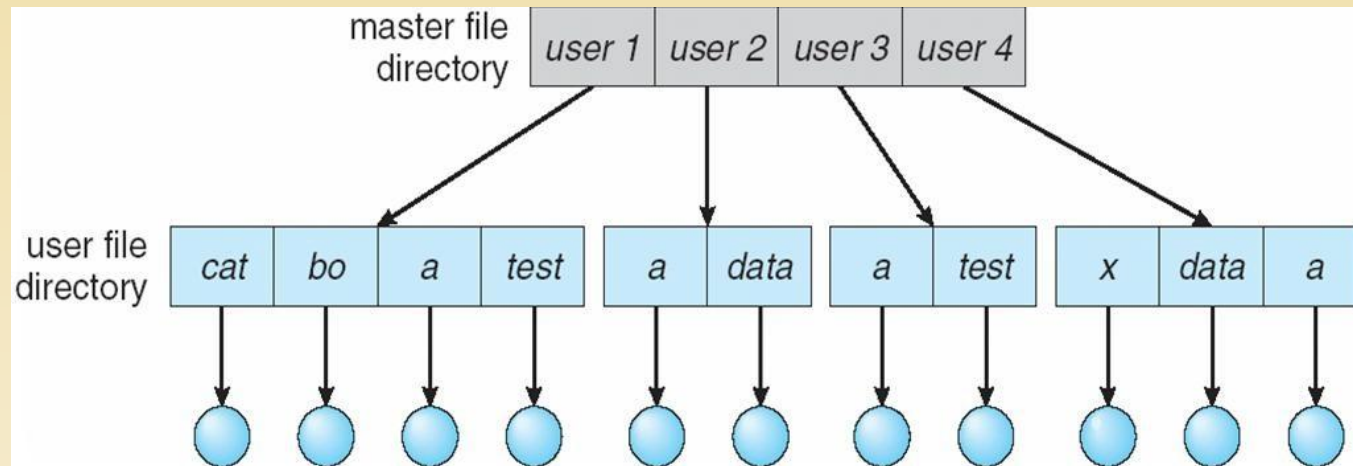 master file
directory
user 1 user 2 user 3 user 4
user file
directory
cat bo a test a data a test x data a